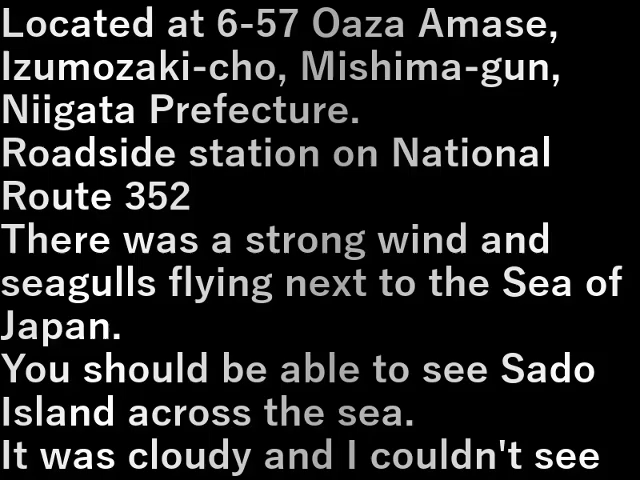 Located at 6-57 Oaza Amase,
Izumozaki-cho, Mishima-gun,
Niigata Prefecture.
Roadside station on National
Route 352
There was a strong wind and
seagulls flying next to the Sea of
Japan.
You should be able to see Sado
Island across the sea.
It was cloudy and I couldn't see